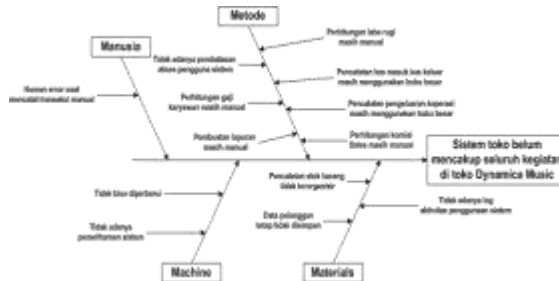 Metode
Manusia
Perhitungan laba rugi
masih manual
Tidak adanya pembatasan
akses pengguna sistem
Pencatatan kas masuk kas keluar
masih menggunakan buku besar
Human error saat
mencatat transaksi manual
Perhitungan gaji
karyawan masih manual
Pencatatan pengeluaran koperasi
masih menggunakan buku besar
Pembuatan laporan
masih manual
Perhitungan komisi
Sales masih manual
Sistem toko belum
mencakup seluruh kegiatan
di toko Dynamica Music
Pencatatan stok barang
tidak terorganisir
Tidak bisa diperbarui
Tidak adanya log
aktivitas penggunaan sistem
Data pelanggan
tetap tidak disimpan
Tidak adanya
pemeliharaan sistem
Machine
Materials